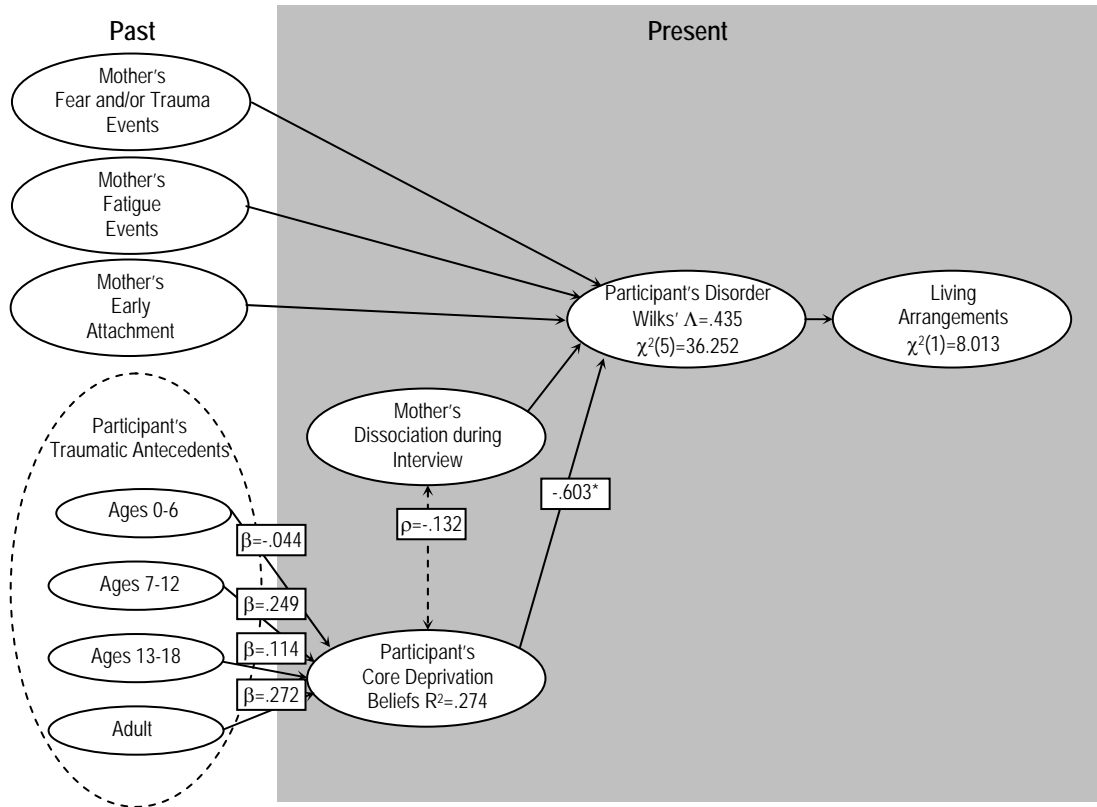 Past
Present
Mother's
Fear and/or Trauma
Events
Mother's
Fatigue
Events
Mother's
Early
Attachment
Participant's Disorder
Wilks' Λ=.435
χ²(5)=36.252
Living
Arrangements
χ²(1)=8.013
Mother's
Dissociation during
Interview
Participant's
Traumatic Antecedents
Ages 0-6
Ages 7-12
Ages 13-18
Adult
β=-.044
β=.249
β=.114
β=.272
ρ=-.132
-.603*
Participant's
Core Deprivation
Beliefs R²=.274